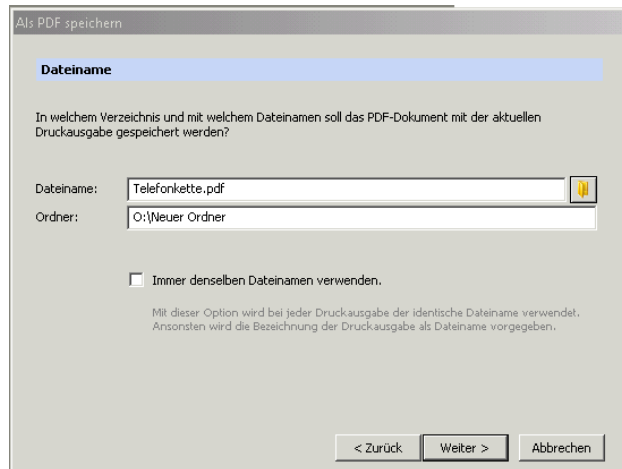 Als PDF speichern
Dateiname
In welchem Verzeichnis und mit welchem Dateinamen soll das PDF-Dokument mit der aktuellen
Druckausgabe gespeichert werden?
Dateiname: Telefonkette.pdf
Ordner: O:\Neuer Ordner
Immer denselben Dateinamen verwenden.
Mit dieser Option wird bei jeder Druckausgabe der identische Dateiname verwendet.
Ansonsten wird die Bezeichnung der Druckausgabe als Dateiname vorgegeben.
< Zurück Weiter > Abbrechen